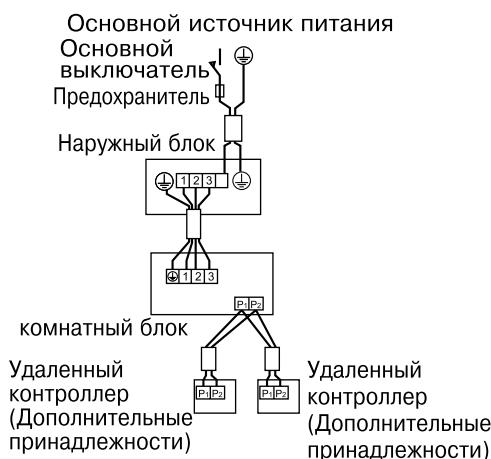 Основной источник питания
Основной
выключатель
Предохранитель
Наружный блок
1 2 3
1 2 3
P1 P2
комнатный блок
Удаленный
контроллер
(Дополнительные
принадлежности)
P1 P2
P1 P2
Удаленный
контроллер
(Дополнительные
принадлежности)